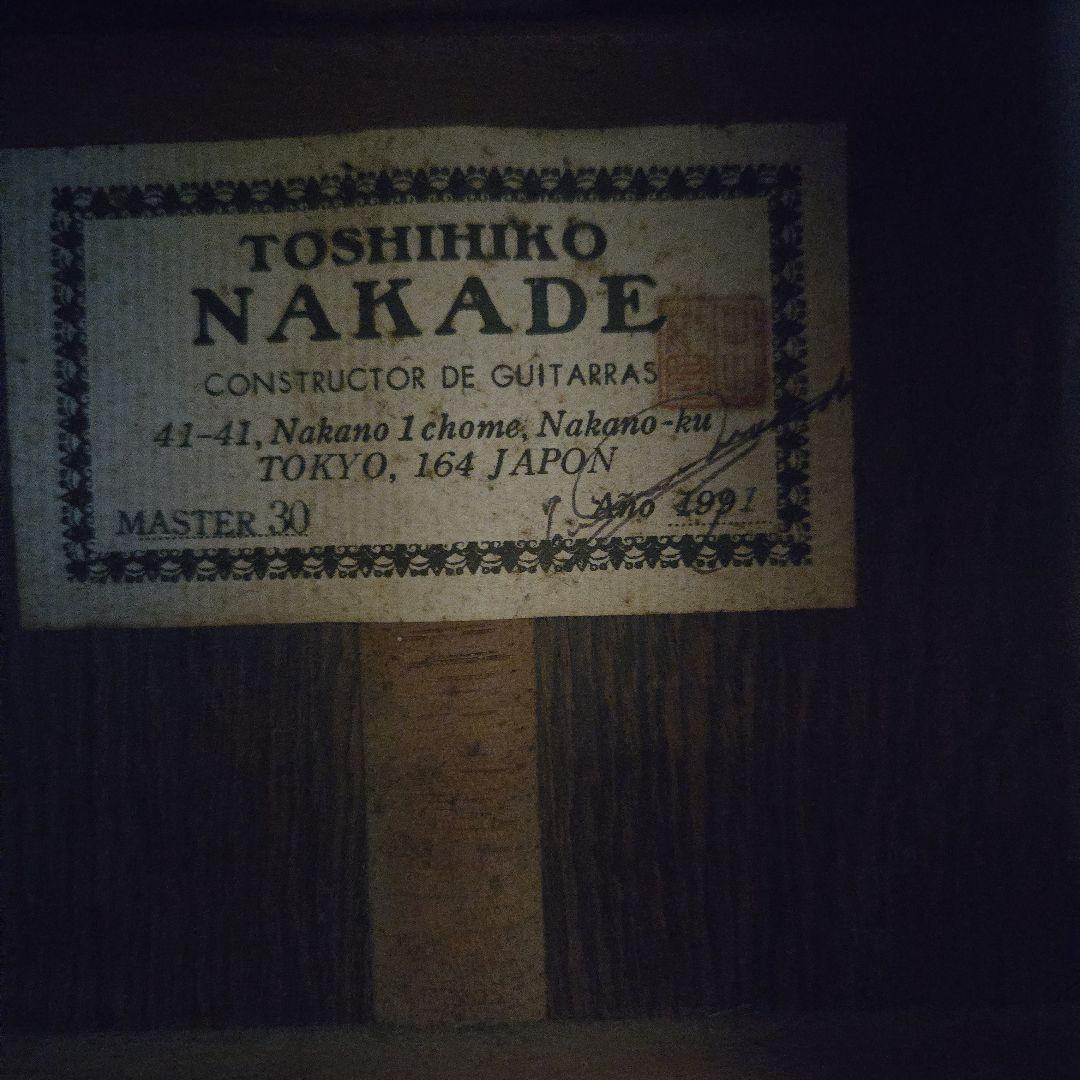 TOSHIHIKO
NAKADE
CONSTRUCTOR DE GUITARRAS
41-41, Nakano 1 chome, Nakano-ku
TOKYO, 164 JAPON
MASTER 30
Año 1991